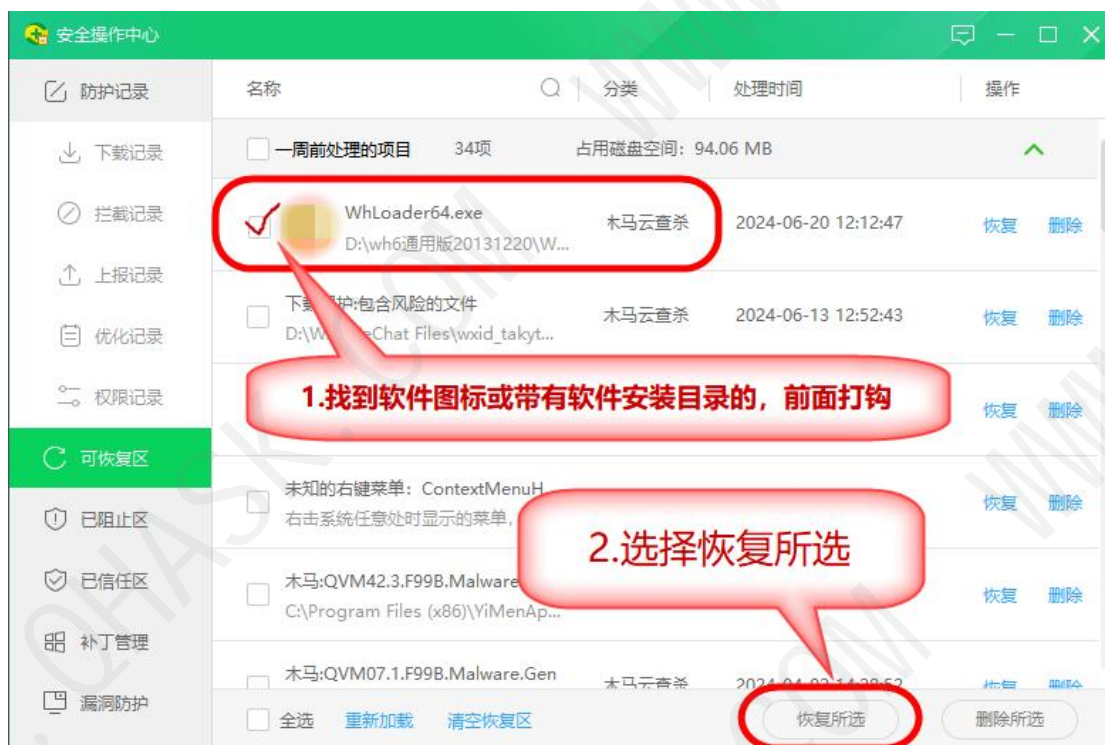 安全操作中心
防护记录
名称
分类
处理时间
操作
下载记录
一周前处理的项目 34项 占用磁盘空间：94.06 MB
拦截记录
WhLoader64.exe
D:\wh6通用版20131220\W...
木马云查杀
2024-06-20 12:12:47
恢复 删除
上报记录
包含风险的文件
D:\W
eChat Files\wxid_takyt...
木马云查杀
2024-06-13 12:52:43
恢复 删除
优化记录
权限记录
1.找到软件图标或带有软件安装目录的，前面打钩
恢复 删除
可恢复区
未知的右键菜单：ContextMenuH
右击系统任意处时显示的菜单，
恢复 删除
已阻止区
2.选择恢复所选
已信任区
木马:QVM42.3.F99B.Malware
C:\Program Files (x86)\YiMenAp...
恢复 删除
补丁管理
木马:QVM07.1.F99B.Malware.Gen
漏洞防护
全选 重新加载 清空恢复区 恢复所选 删除所选